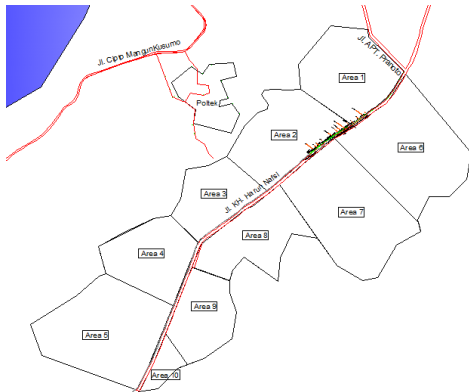 Jl. Cipto MangunKusumo
Jl. APT. Pranoto
Area 1
Poltek
Area 2
Area 6
Area 3
Jl. KH. Harun Nafsi
Area 7
Area 8
Area 4
Area 9
Area 5
Area 10